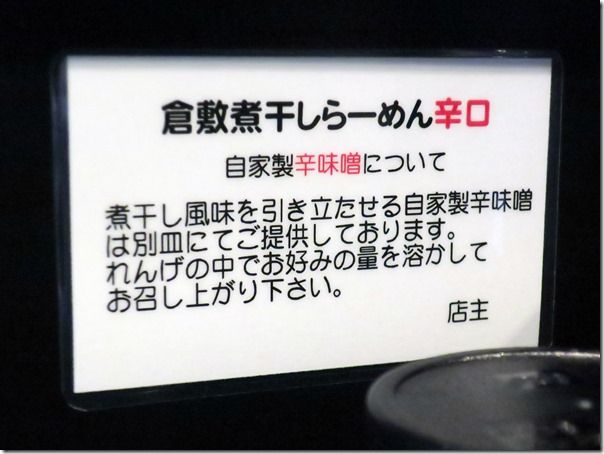 倉敷煮干しらーめん辛口
自家製辛味噌について
煮干し風味を引き立たせる自家製辛味噌
は別皿にてご提供しております。
れんげの中でお好みの量を溶かして
お召し上がり下さい。
店主